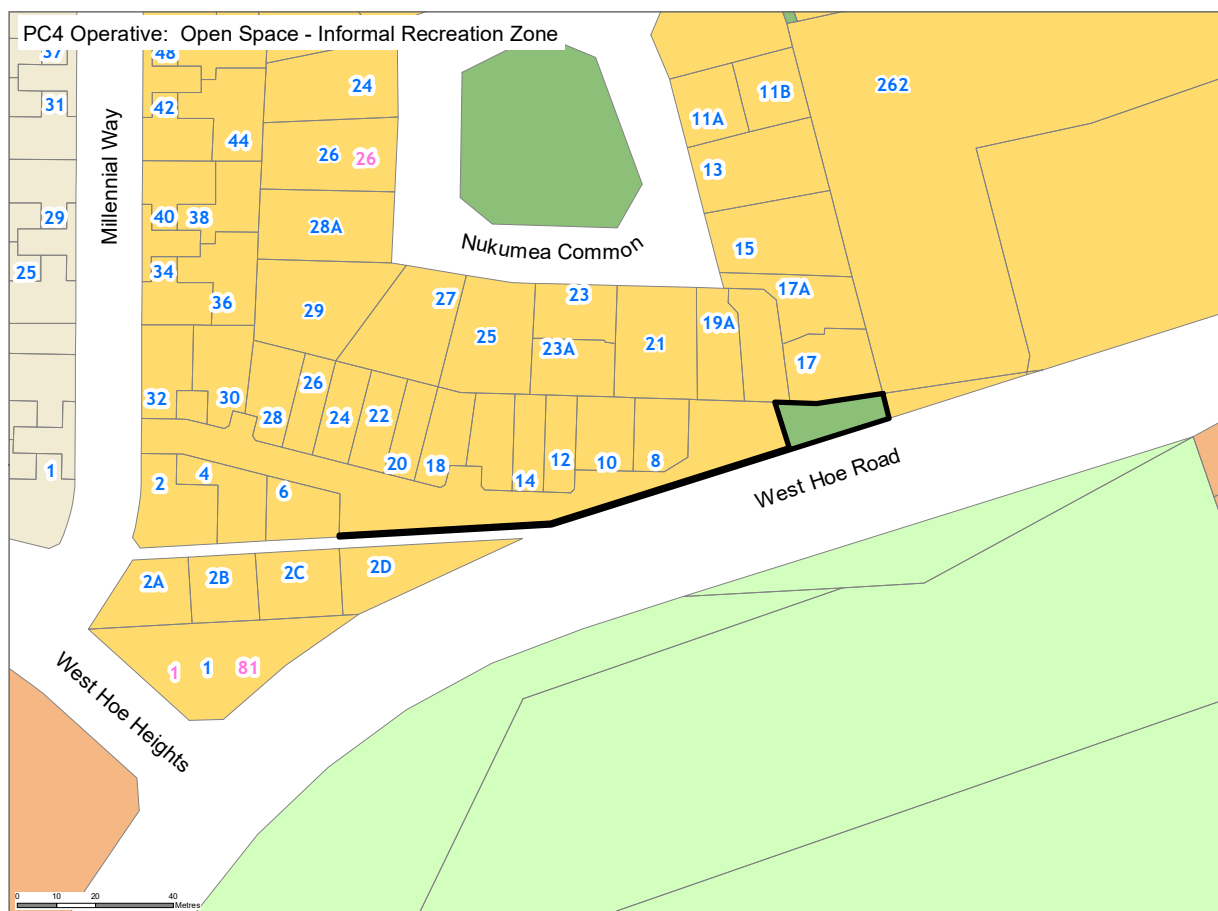 PC4 Operative: Open Space - Informal Recreation Zone
37
48
24
262
31
42
11B
11A
44
26 26
13
29
40 38
28A
Millennial Way
Nukumea Common
15
25
34
36
29
27
23
17A
25
23A
21
19A
17
32
30
28
26
24
22
20
18
14
12
10
8
1
2
4
6
West Hoe Road
2A
2B
2C
2D
1 1 81
West Hoe Heights
0 10 20 40
Metres